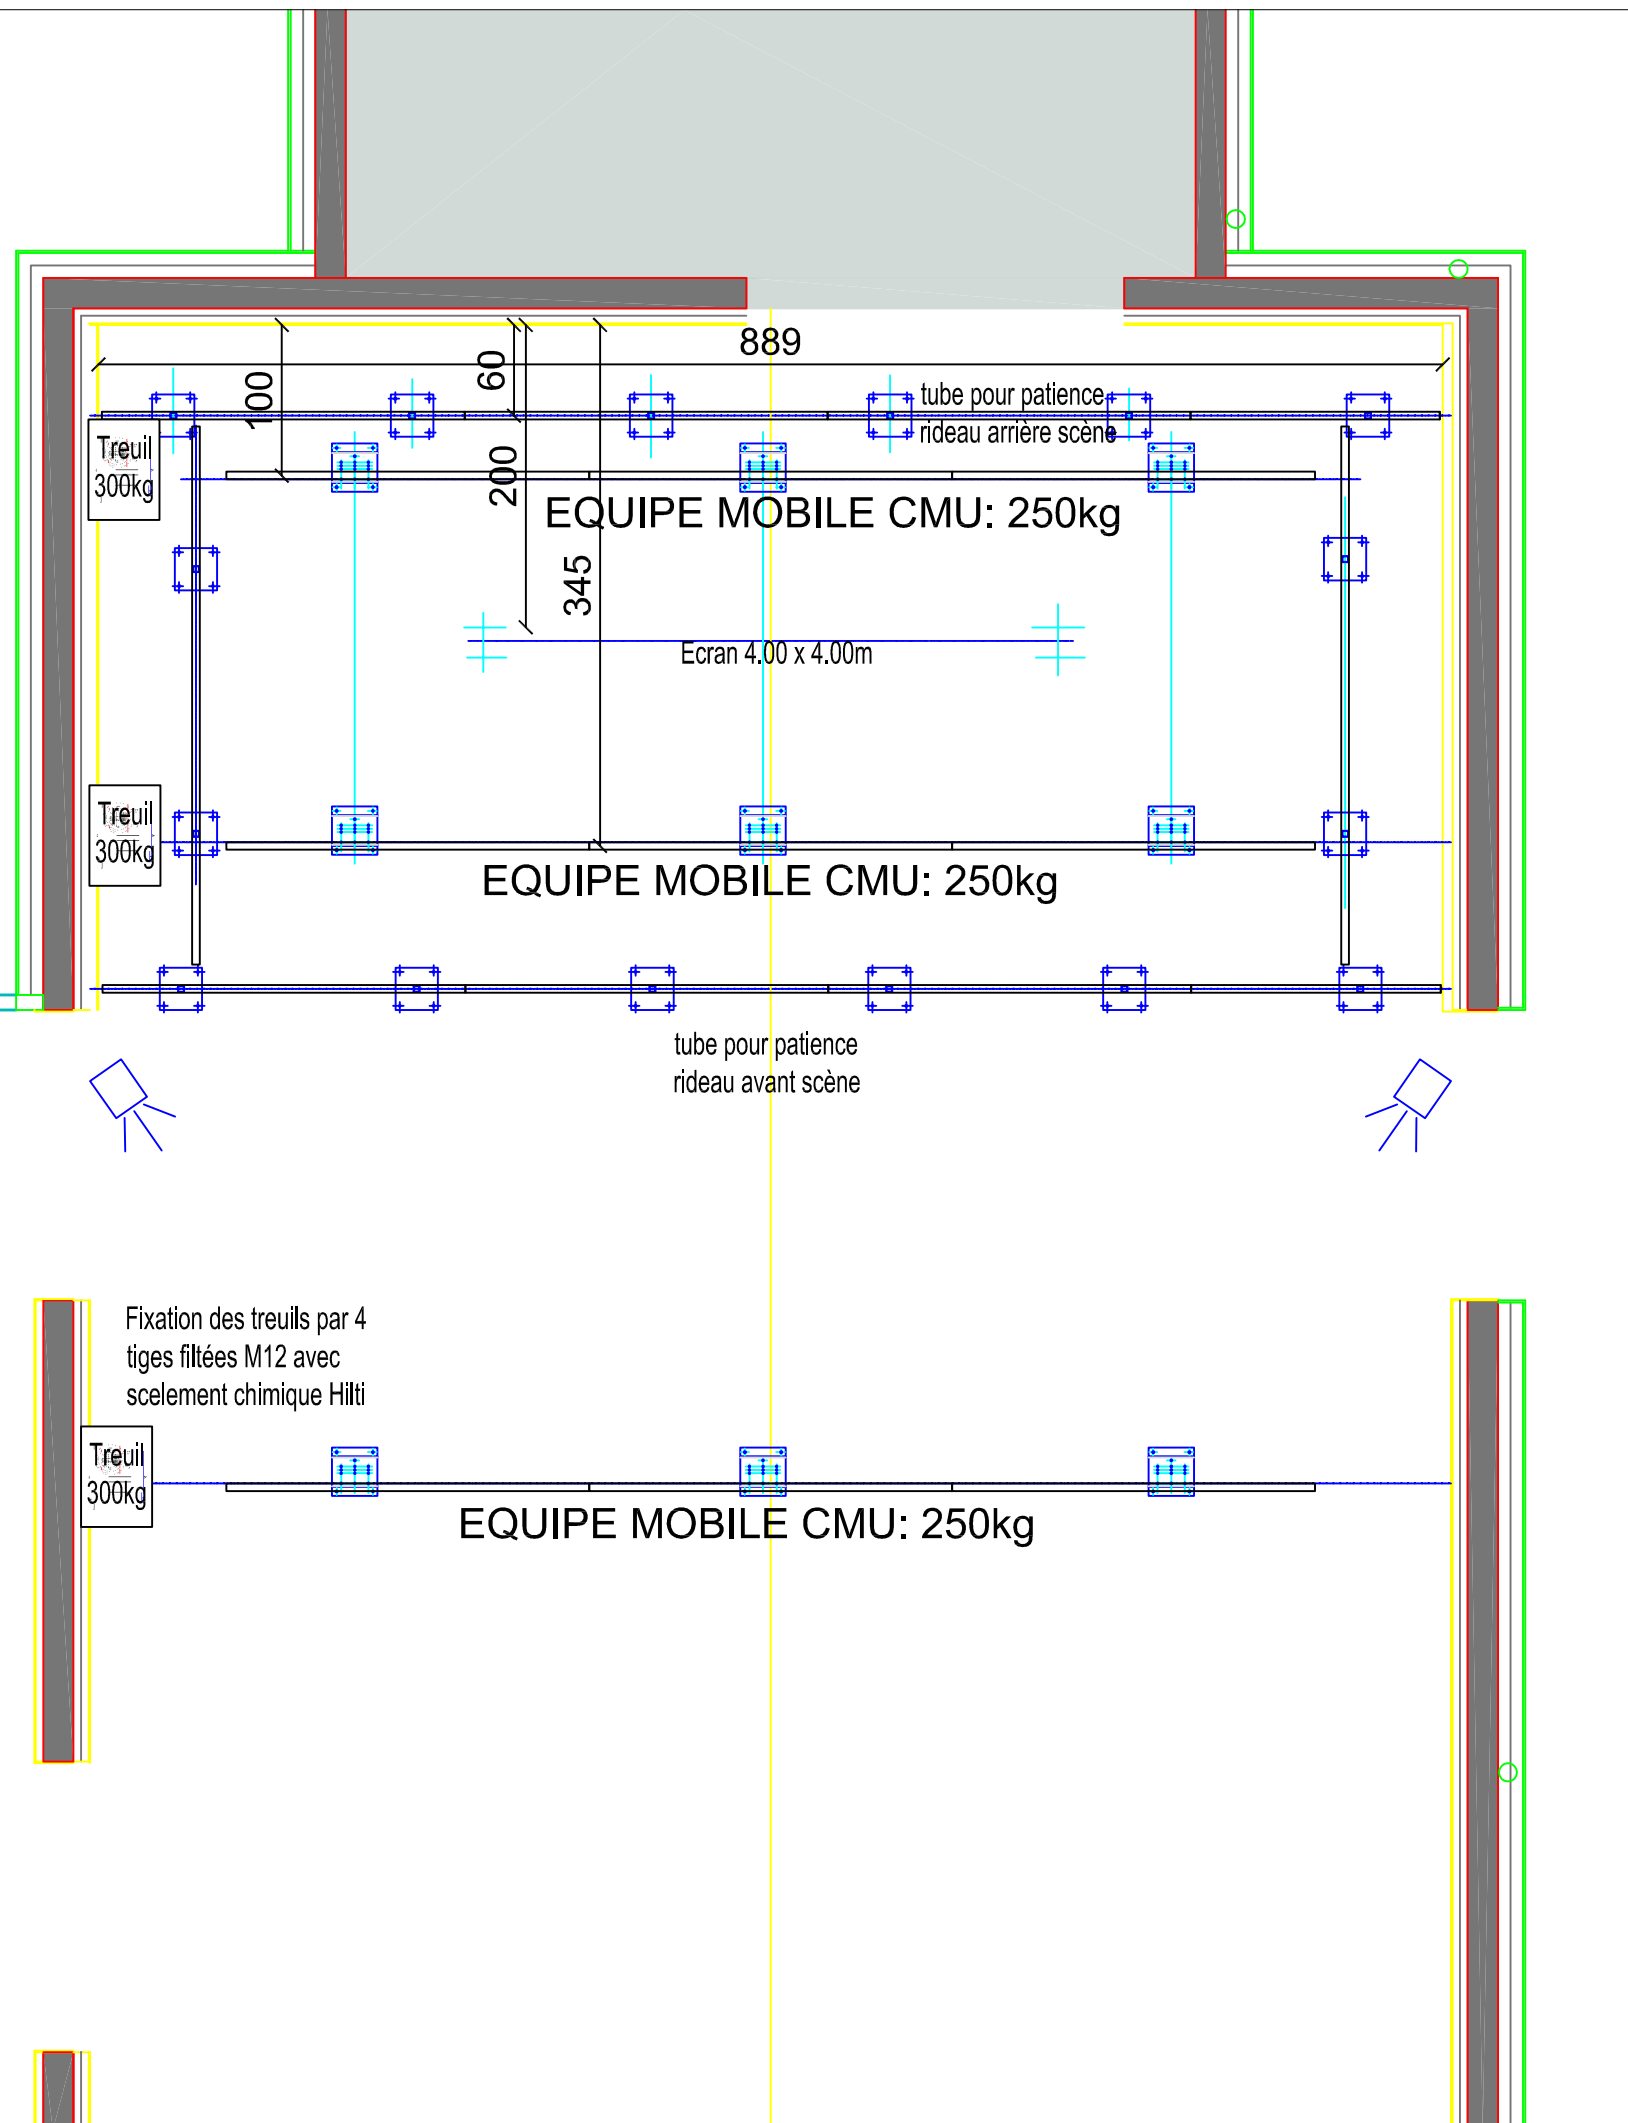 889
60
100
tube pour patience
rideau arrière scène
Treuil
300kg
200
EQUIPE MOBILE CMU: 250kg
345
Ecran 4.00 x 4.00m
Treuil
300kg
EQUIPE MOBILE CMU: 250kg
tube pour patience
rideau avant scène
Fixation des treuils par 4
tiges filtées M12 avec
scelement chimique Hilti
Treuil
300kg
EQUIPE MOBILE CMU: 250kg